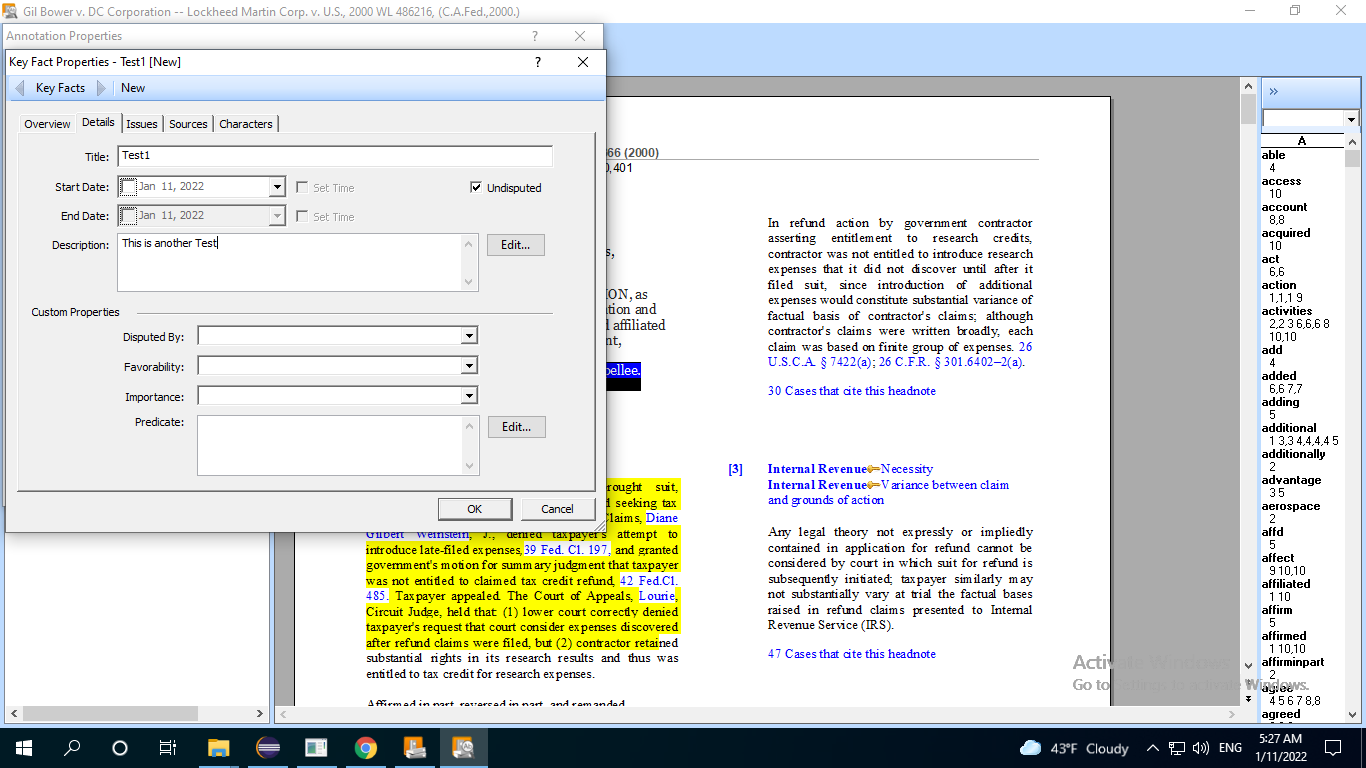 Gil Bower v. DC Corporation -- Lockheed Martin Corp. v. U.S., 2000 WL 486216, (C.A.Fed.,2000.)
Annotation Properties
?
Key Fact Properties - Test1 [New]
?
Key Facts
New
Overview
Details
Issues
Sources
Characters
Title:
Test1
Start Date:
Jan 11, 2022
Set Time
Undisputed
End Date:
Jan 11, 2022
Set Time
Description:
This is another Test
Edit...
Custom Properties
Disputed By:
Favorability:
Importance:
Predicate:
Edit...
OK
Cancel
66 (2000)
0,401
s,
ION, as
tion and
l affiliated
nt,
pellee.
rought suit,
d seeking tax
Claims, Diane
Gilbert Weinstein, J., denied taxpayer's attempt to
introduce late-filed expenses, 39 Fed. Cl. 197, and granted
government's motion for summary judgment that taxpayer
was not entitled to claimed tax credit refund, 42 Fed.Cl.
485. Taxpayer appealed. The Court of Appeals, Lourie,
Circuit Judge, held that: (1) lower court correctly denied
taxpayer's request that court consider expenses discovered
after refund claims were filed, but (2) contractor retained
substantial rights in its research results and thus was
entitled to tax credit for research expenses.
Affirmed in part, reversed in part, and remanded.
In refund action by government contractor
asserting entitlement to research credits,
contractor was not entitled to introduce research
expenses that it did not discover until after it
filed suit, since introduction of additional
expenses would constitute substantial variance of
factual basis of contractor's claims; although
contractor's claims were written broadly, each
claim was based on finite group of expenses. 26
U.S.C.A. § 7422(a); 26 C.F.R. § 301.6402–2(a).
30 Cases that cite this headnote
[3] Internal Revenue Necessity
Internal Revenue Variance between claim
and grounds of action
Any legal theory not expressly or impliedly
contained in application for refund cannot be
considered by court in which suit for refund is
subsequently initiated; taxpayer similarly may
not substantially vary at trial the factual bases
raised in refund claims presented to Internal
Revenue Service (IRS).
47 Cases that cite this headnote
»
A
able
4
access
10
account
8,8
acquired
10
act
6,6
action
1,1,1 9
activities
2,2 3 6,6,6 8
10,10
add
4
added
6,6 7,7
adding
5
additional
1 3,3 4,4,4,4 5
additionally
2
advantage
3 5
aerospace
2
affd
5
affect
9 10,10
affiliated
1 10
affirm
5
affirmed
1 10,10
affirminpart
2
agree
4 5 6 7 8,8
agreed
Activate Windows
Go to Settings to activate Windows.
43°F Cloudy
ENG
5:27 AM
1/11/2022